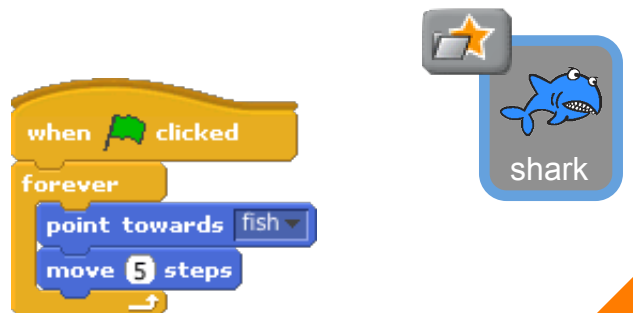 when clicked
forever
point towards fish
move 5 steps
shark